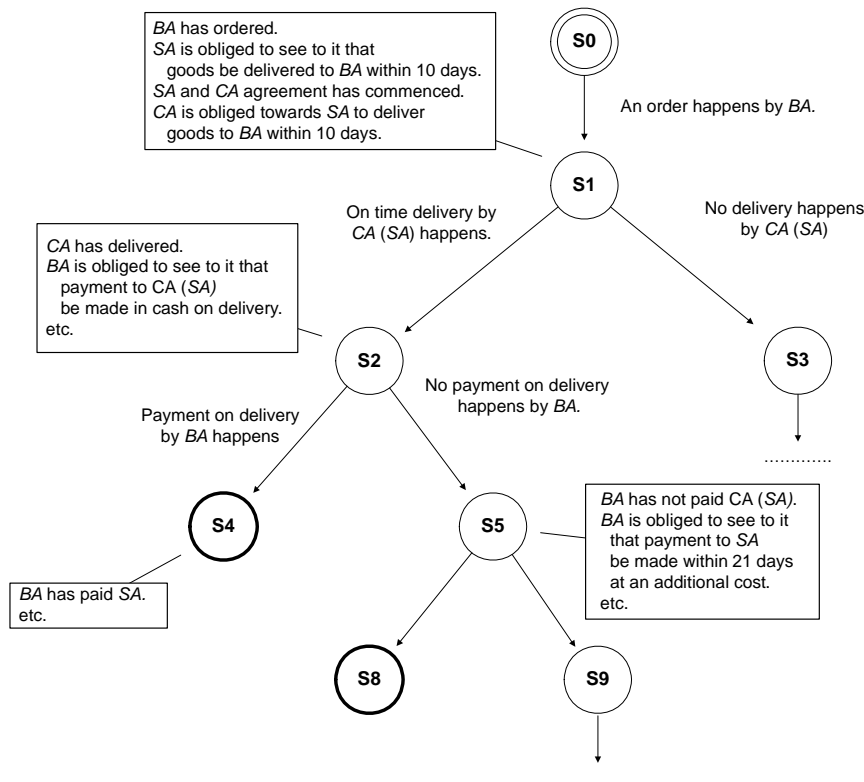 BA has ordered.
SA is obliged to see to it that
goods be delivered to BA within 10 days.
SA and CA agreement has commenced.
CA is obliged towards SA to deliver
goods to BA within 10 days.
S0
An order happens by BA.
S1
On time delivery by
CA (SA) happens.
No delivery happens
by CA (SA)
CA has delivered.
BA is obliged to see to it that
payment to CA (SA)
be made in cash on delivery.
etc.
S2
S3
Payment on delivery
by BA happens
No payment on delivery
happens by BA.
.............
S4
S5
BA has not paid CA (SA).
BA is obliged to see to it
that payment to SA
be made within 21 days
at an additional cost.
etc.
BA has paid SA.
etc.
S8
S9